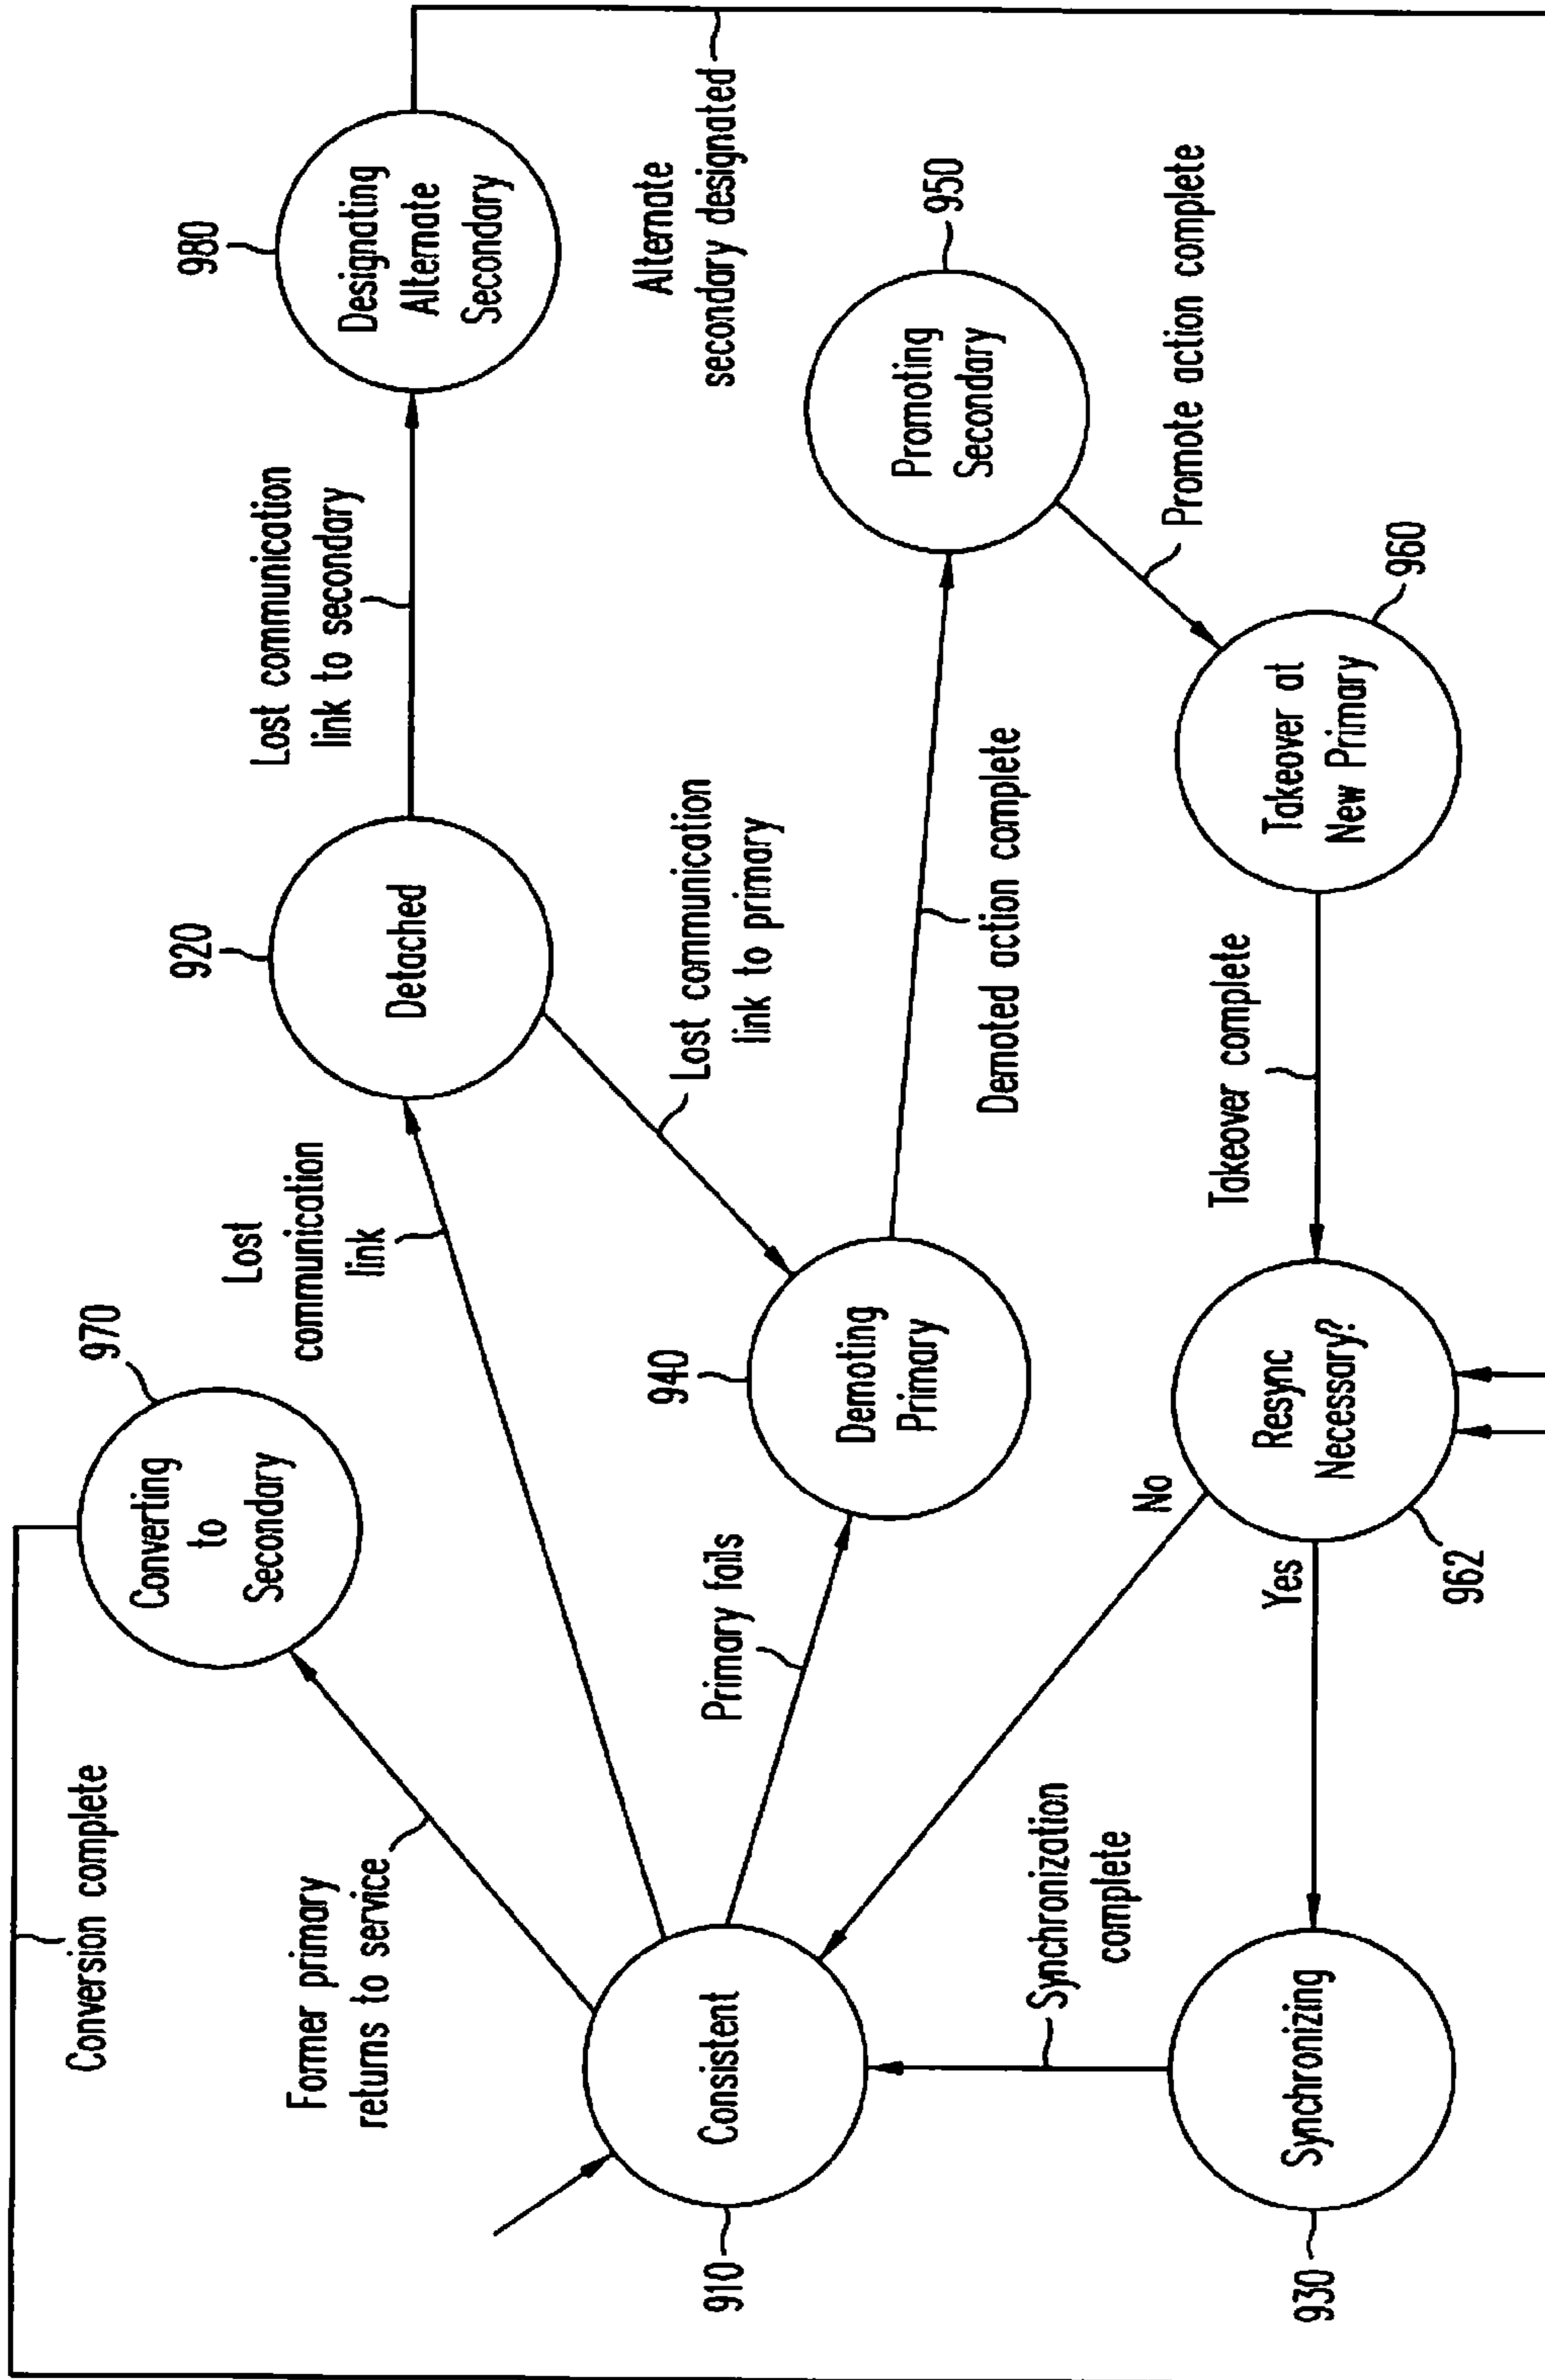 Conversion complete
970
Converting
to
Secondary
Former primary
returns to service
Lost
communication
link
920
Detached
Lost communication
link to secondary
980
Designating
Alternate
Secondary
Alternate
secondary designated
910
Consistent
Primary fails
940
Demoting
Primary
Lost communication
link to primary
Demoted action complete
950
Promoting
Secondary
Promote action complete
960
Takeover at
New Primary
Takeover complete
Resync
Necessary?
962
No
Yes
Synchronization
complete
Synchronizing
930